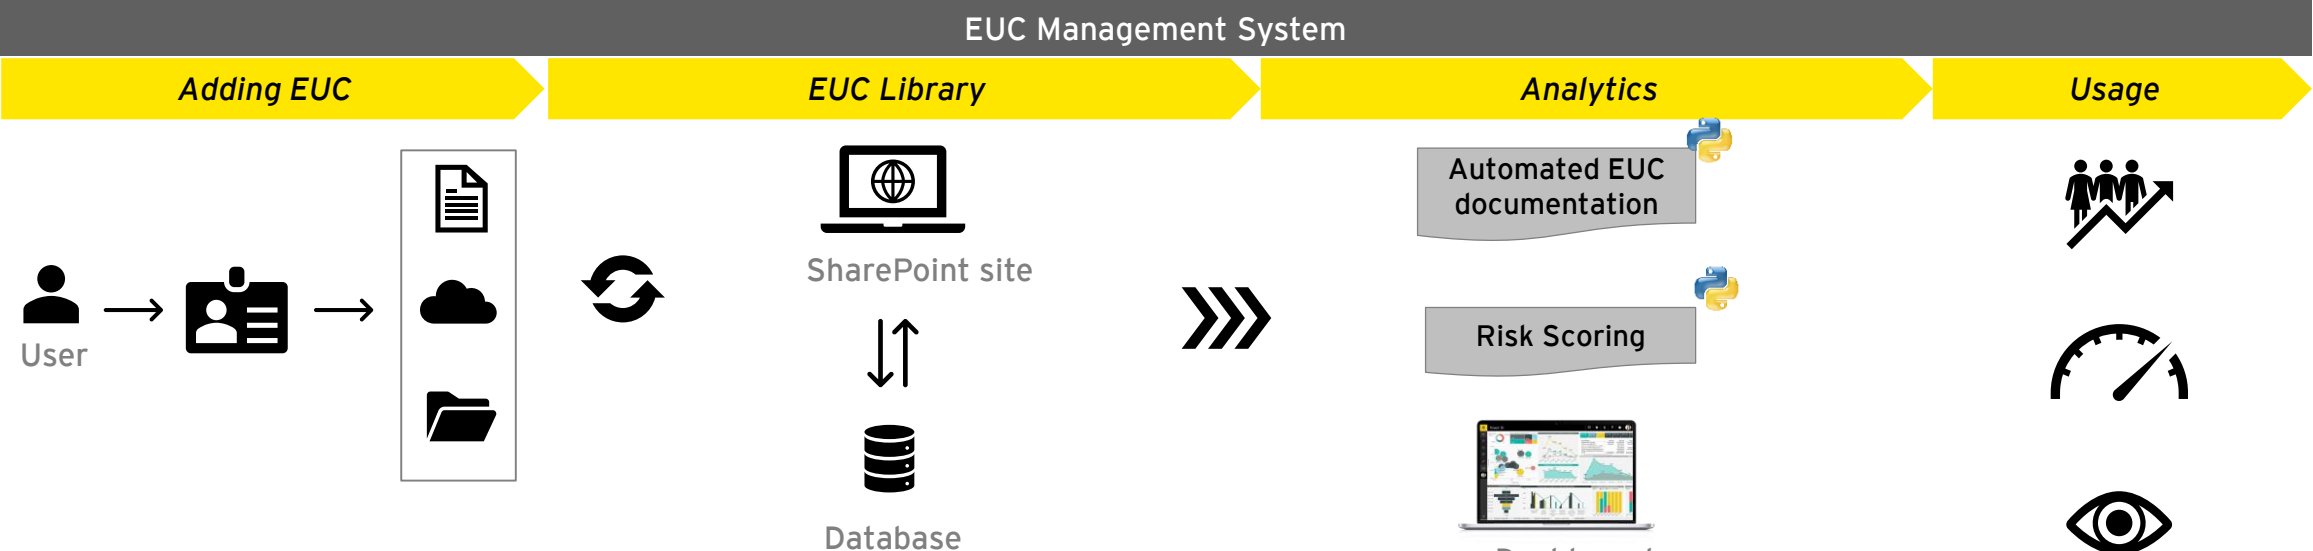 EUC Management System
Adding EUC
EUC Library
Analytics
Usage
User
SharePoint site
Database
Automated EUC
documentation
Risk Scoring